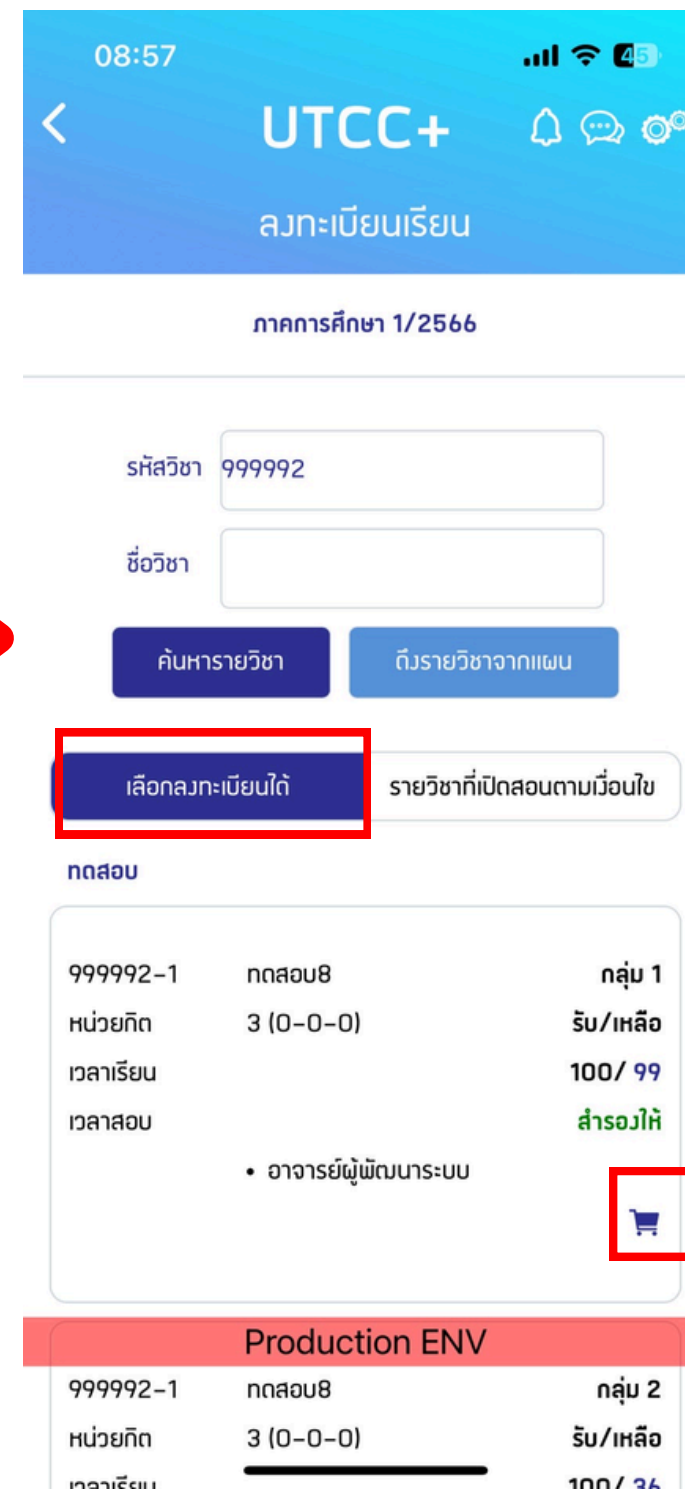 08:57
45
UTCC+
ลงทะเบียนเรียน
ภาคการศึกษา 1/2566
รหัสวิชา 999992
ชื่อวิชา
ค้นหารายวิชา ดึงรายวิชาจากแผน
เลือกลงทะเบียนได้ รายวิชาที่เปิดสอนตามเงื่อนไข
ทดสอบ
999992-1 ทดสอบ8 กลุ่ม 1
หน่วยกิต 3 (0-0-0) รับ/เหลือ
เวลาเรียน 100/ 99
เวลาสอบ สำรองให้
• อาจารย์ผู้พัฒนาระบบ
Production ENV
999992-1 ทดสอบ8 กลุ่ม 2
หน่วยกิต 3 (0-0-0) รับ/เหลือ
เวลาเรียน 100/ 36